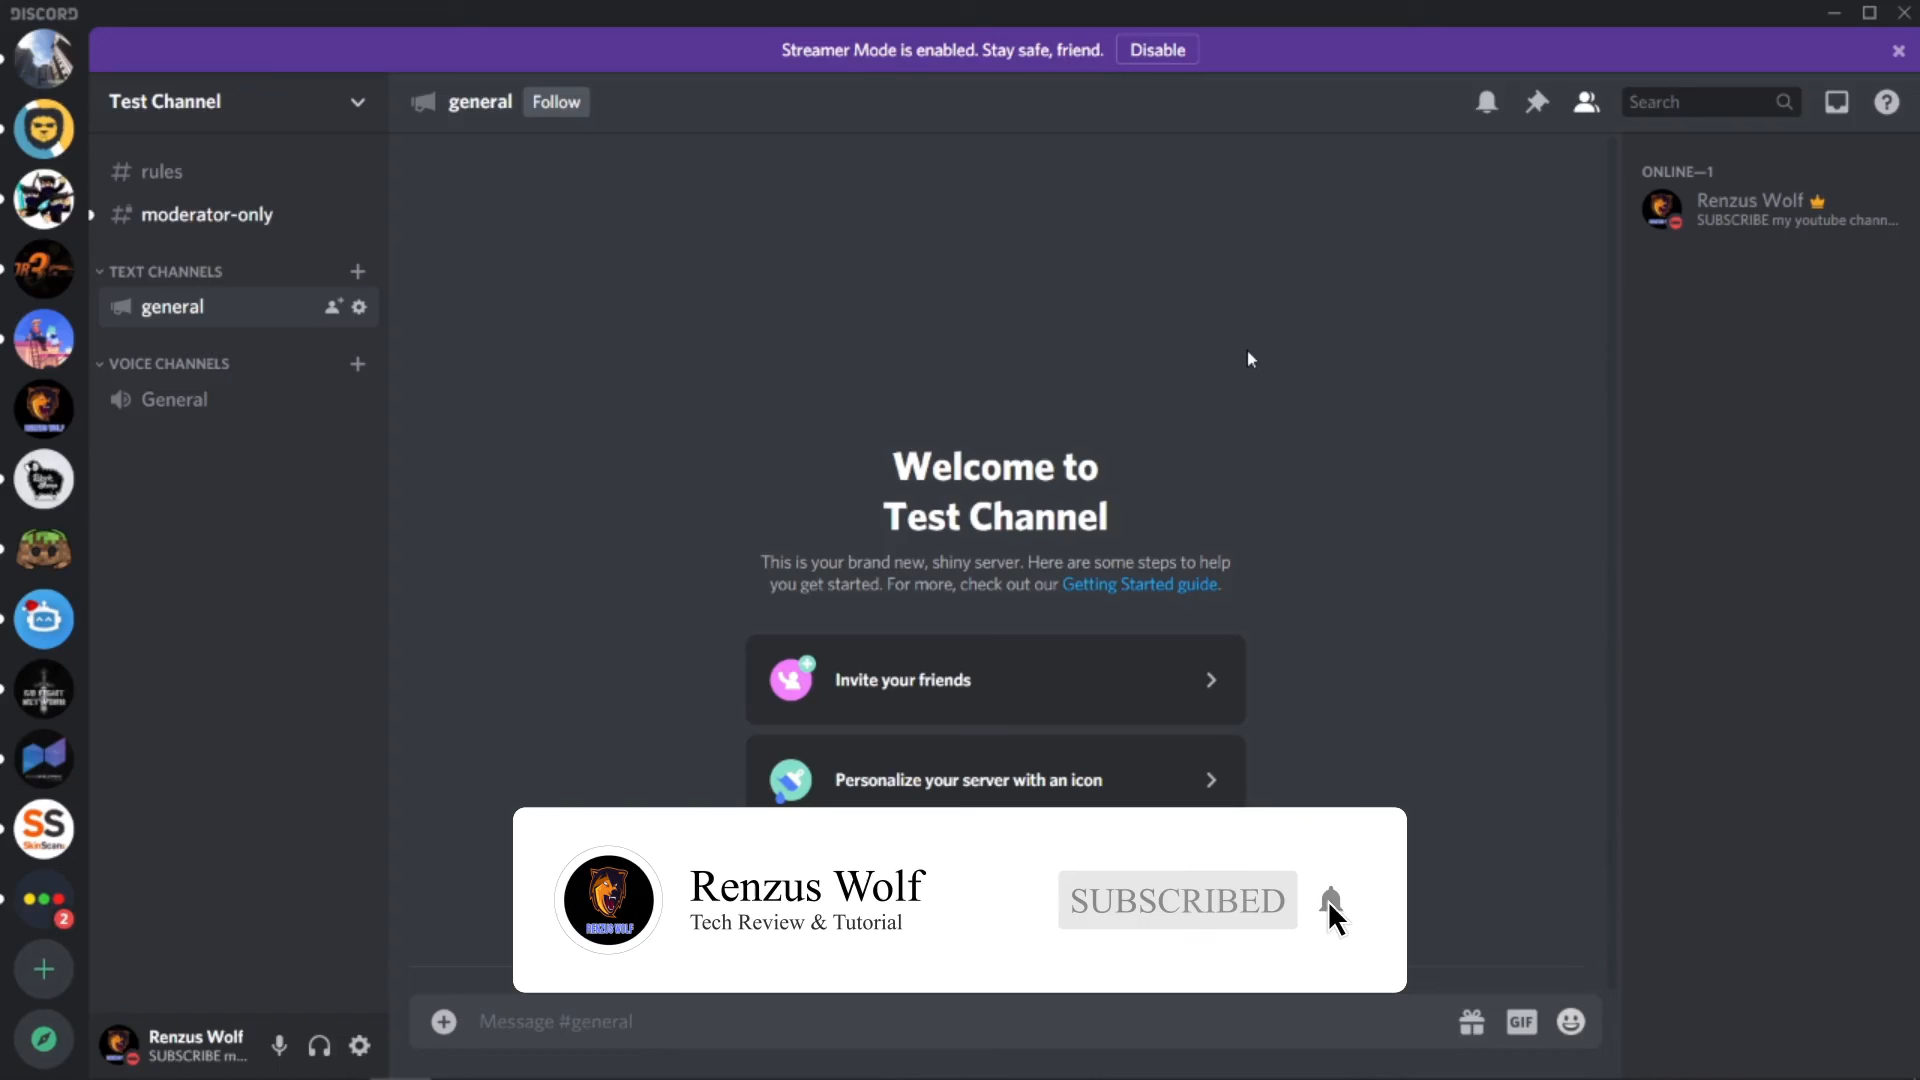 DISCORD
Streamer Mode is enabled. Stay safe, friend.
Disable
Test Channel
general
Follow
Search
rules
moderator-only
TEXT CHANNELS
general
VOICE CHANNELS
General
ONLINE—1
Renzus Wolf
SUBSCRIBE my youtube chann...
Welcome to
Test Channel
This is your brand new, shiny server. Here are some steps to help
you get started. For more, check out our Getting Started guide.
Invite your friends
Personalize your server with an icon
RENZUS WOLF
Renzus Wolf
Tech Review & Tutorial
SUBSCRIBED
SS
SkinScan
2
Message #general
GIF
Renzus Wolf
SUBSCRIBE m...